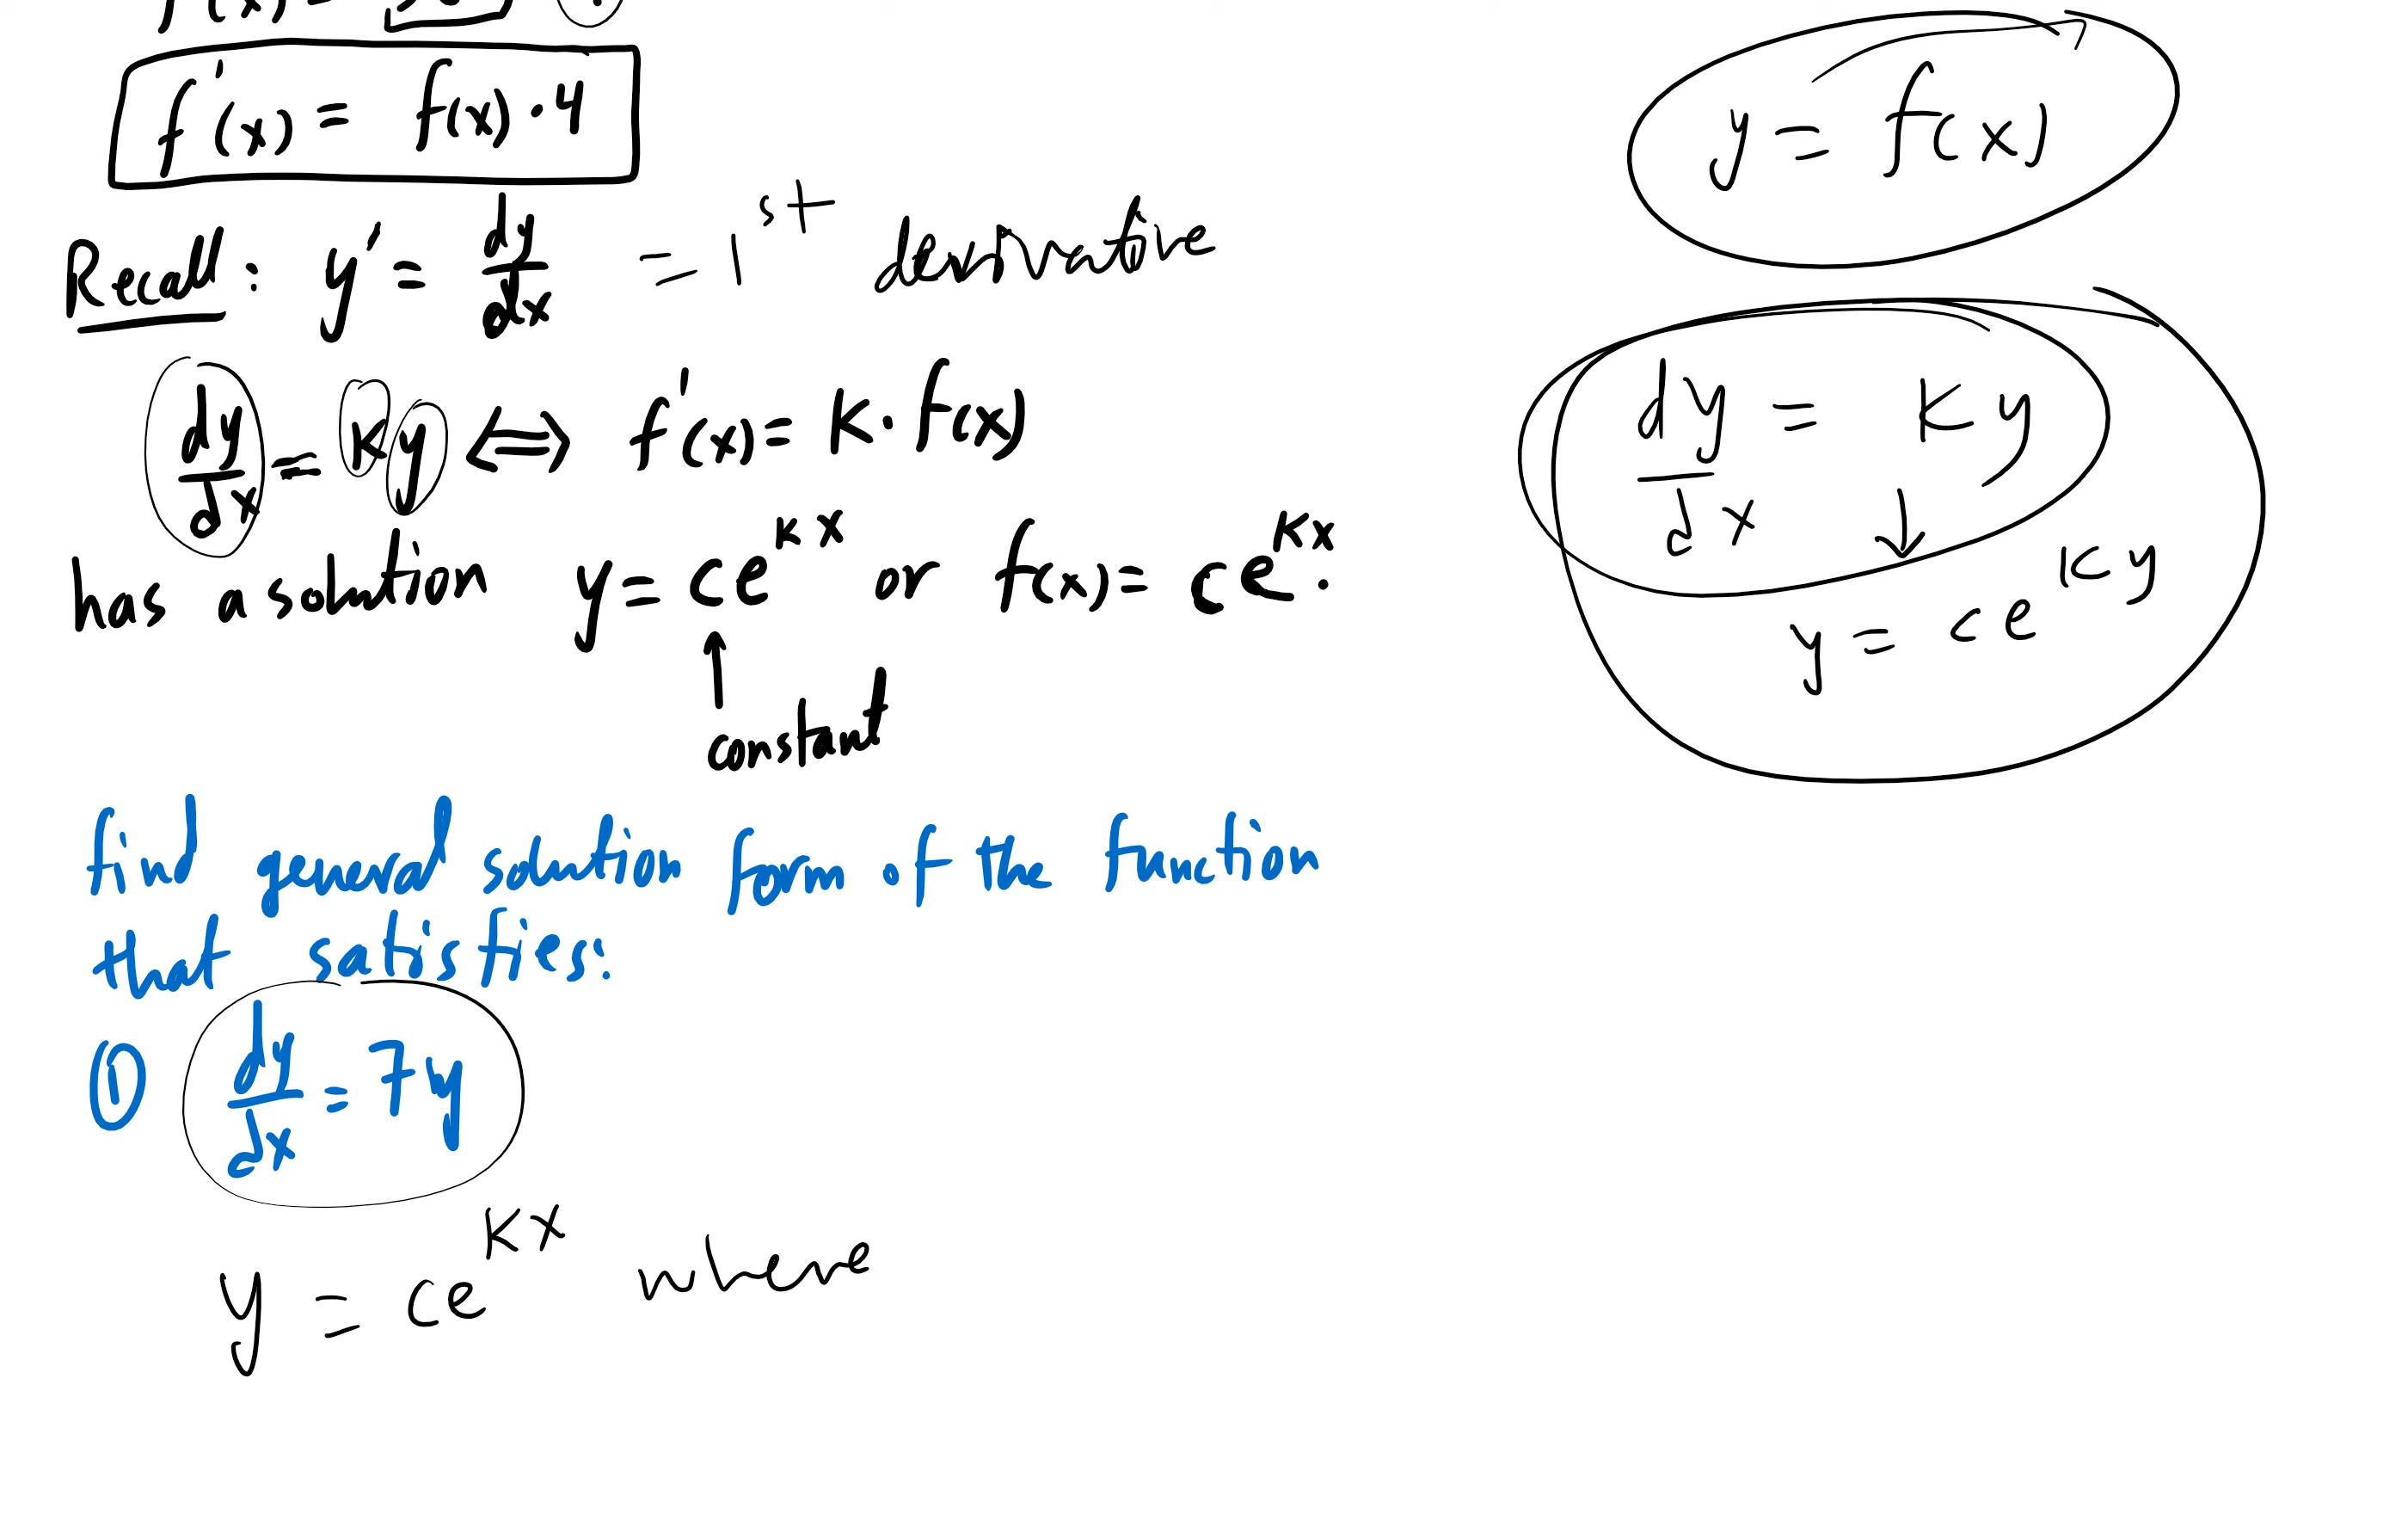 f'(x) = f(x) · 4
Recall: y' = dy/dx = 1st derivative
dy/dx = ky ⟺ f'(x) = k · f(x)
has a solution y = ce^{kx} or f(x) = ce^{kx}.
↑
constant
find general solution form of the function
that satisfies:
① dy/dx = 7y
y = ce^{kx} where
y = f(x)
dy/dx = ky
↓
y = ce^{ky}